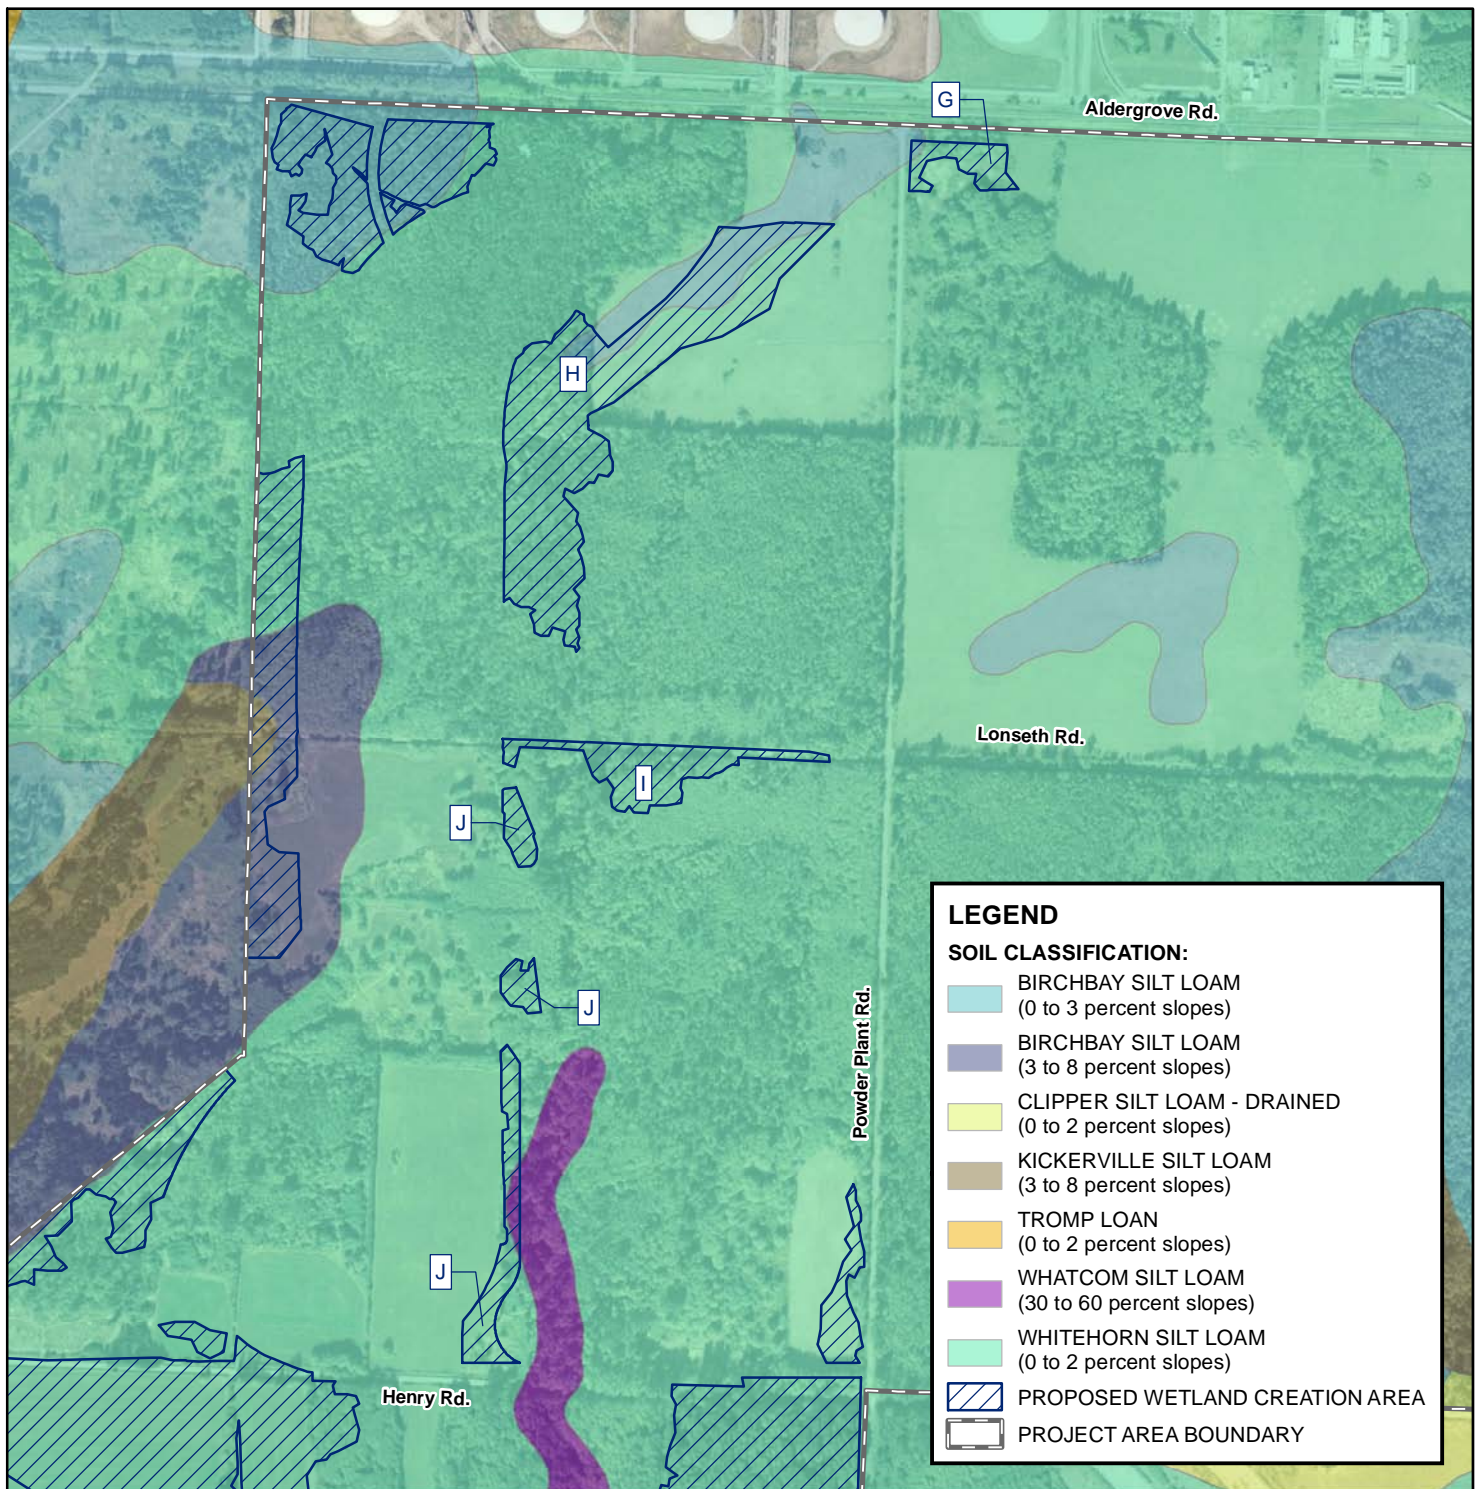 G
Aldergrove Rd.
H
Lonseth Rd.
I
J
J
Powder Plant Rd.
J
Henry Rd.
LEGEND
SOIL CLASSIFICATION:
BIRCHBAY SILT LOAM
(0 to 3 percent slopes)
BIRCHBAY SILT LOAM
(3 to 8 percent slopes)
CLIPPER SILT LOAM - DRAINED
(0 to 2 percent slopes)
KICKERVILLE SILT LOAM
(3 to 8 percent slopes)
TROMP LOAN
(0 to 2 percent slopes)
WHATCOM SILT LOAM
(30 to 60 percent slopes)
WHITEHORN SILT LOAM
(0 to 2 percent slopes)
PROPOSED WETLAND CREATION AREA
PROJECT AREA BOUNDARY